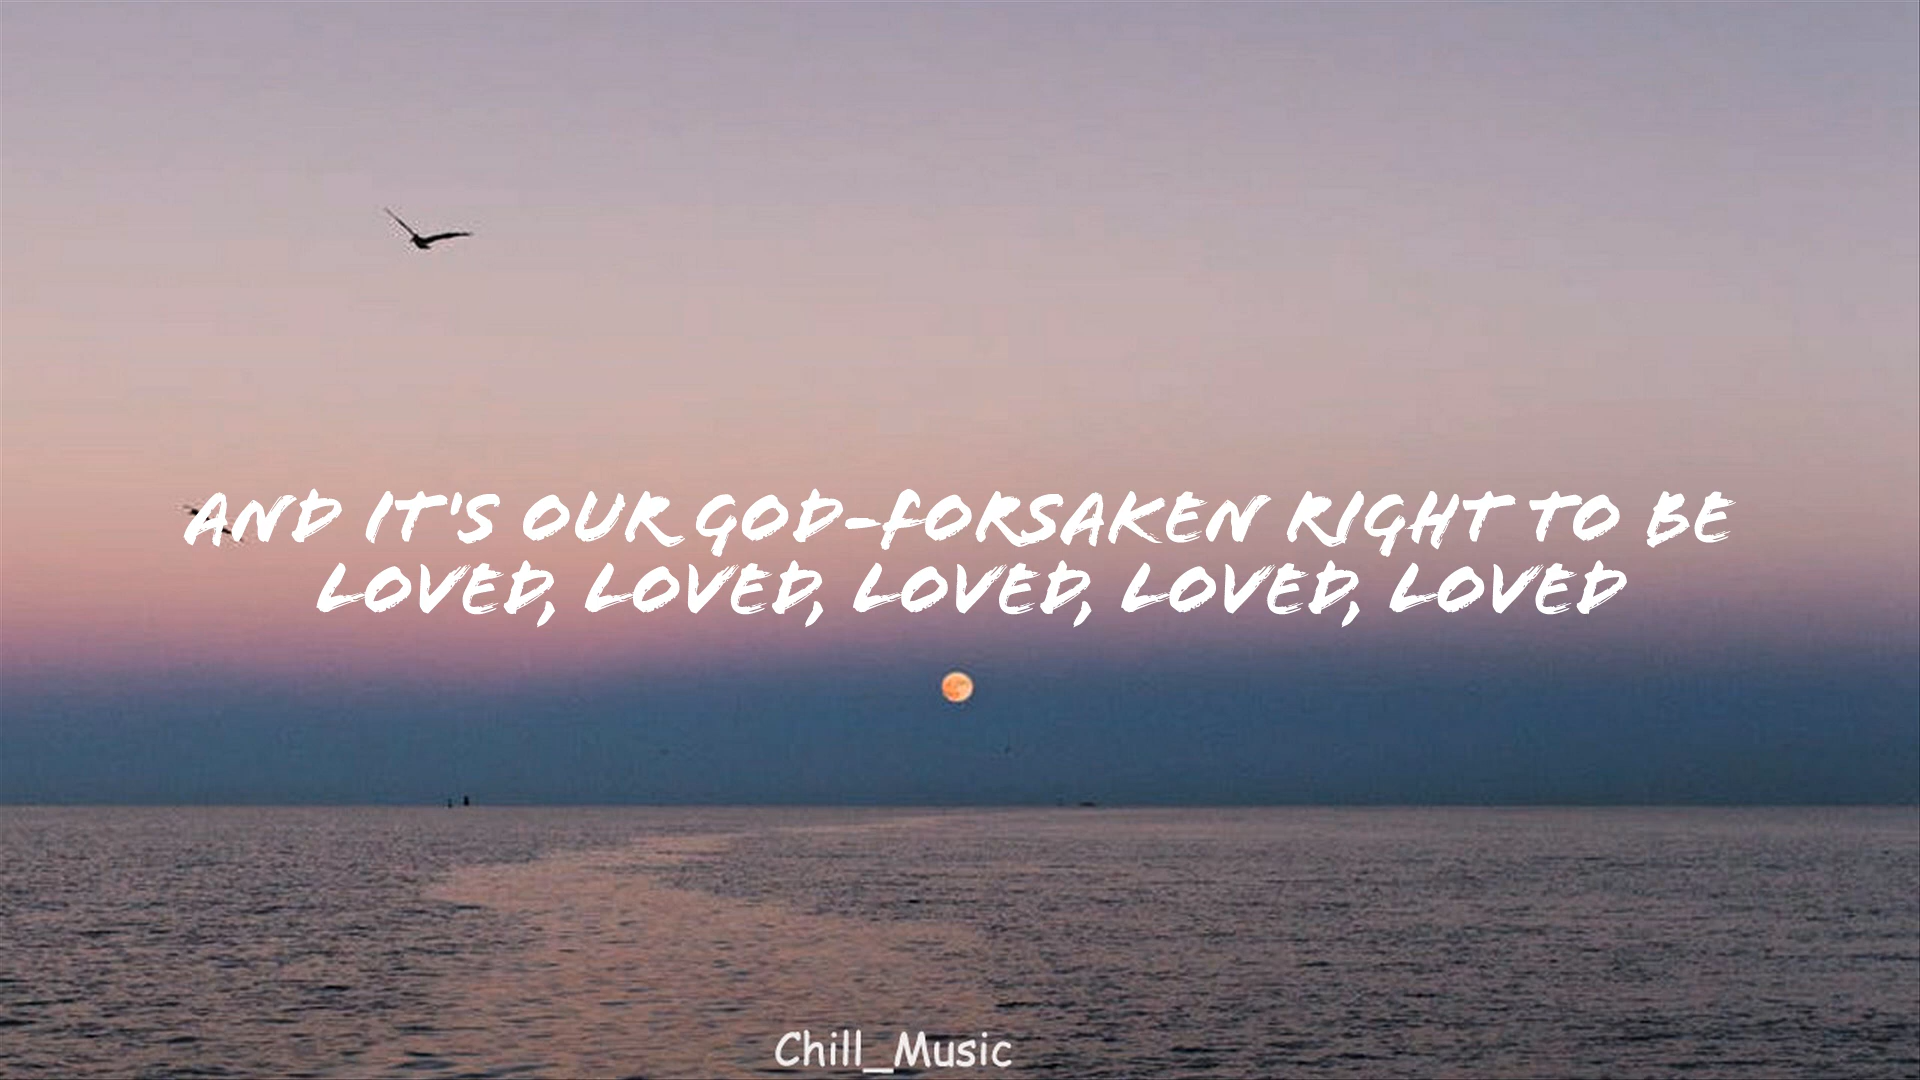 AND IT'S OUR GOD-FORSAKEN RIGHT TO BE
LOVED, LOVED, LOVED, LOVED, LOVED
Chill_Music